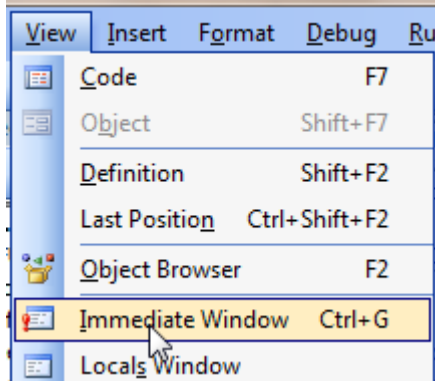 View Insert Format Debug Ru
Code F7
Object Shift+F7
Definition Shift+F2
Last Position Ctrl+Shift+F2
Object Browser F2
Immediate Window Ctrl+G
Locals Window